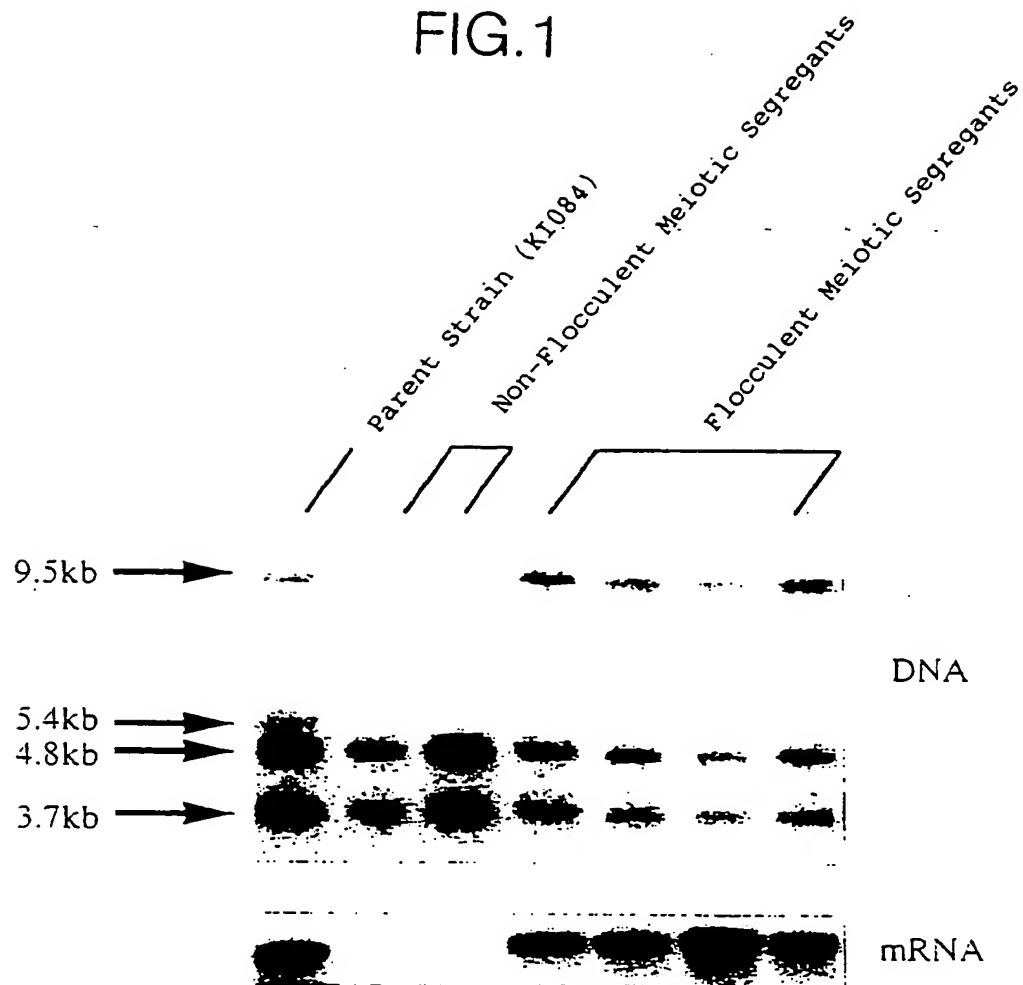 FIG.1
Parent Strain (KI084)
Non-Flocculent Meiotic Segregants
Flocculent Meiotic Segregants
9.5kb
DNA
5.4kb
4.8kb
3.7kb
mRNA